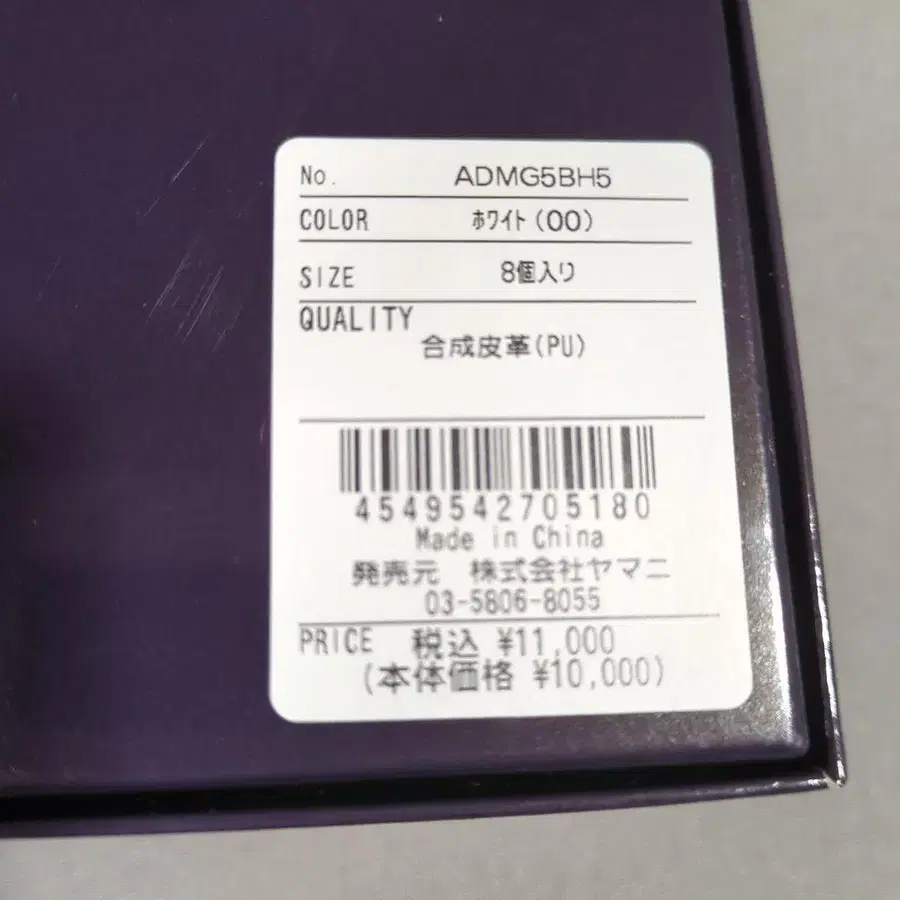 No. ADMG5BH5
COLOR ﾎﾜｲﾄ(00)
SIZE 8個入り
QUALITY
合成皮革(PU)
4549542705180
Made in China
発売元 株式会社ヤマニ
03-5806-8055
PRICE 税込 ¥11,000
(本体価格 ¥10,000)